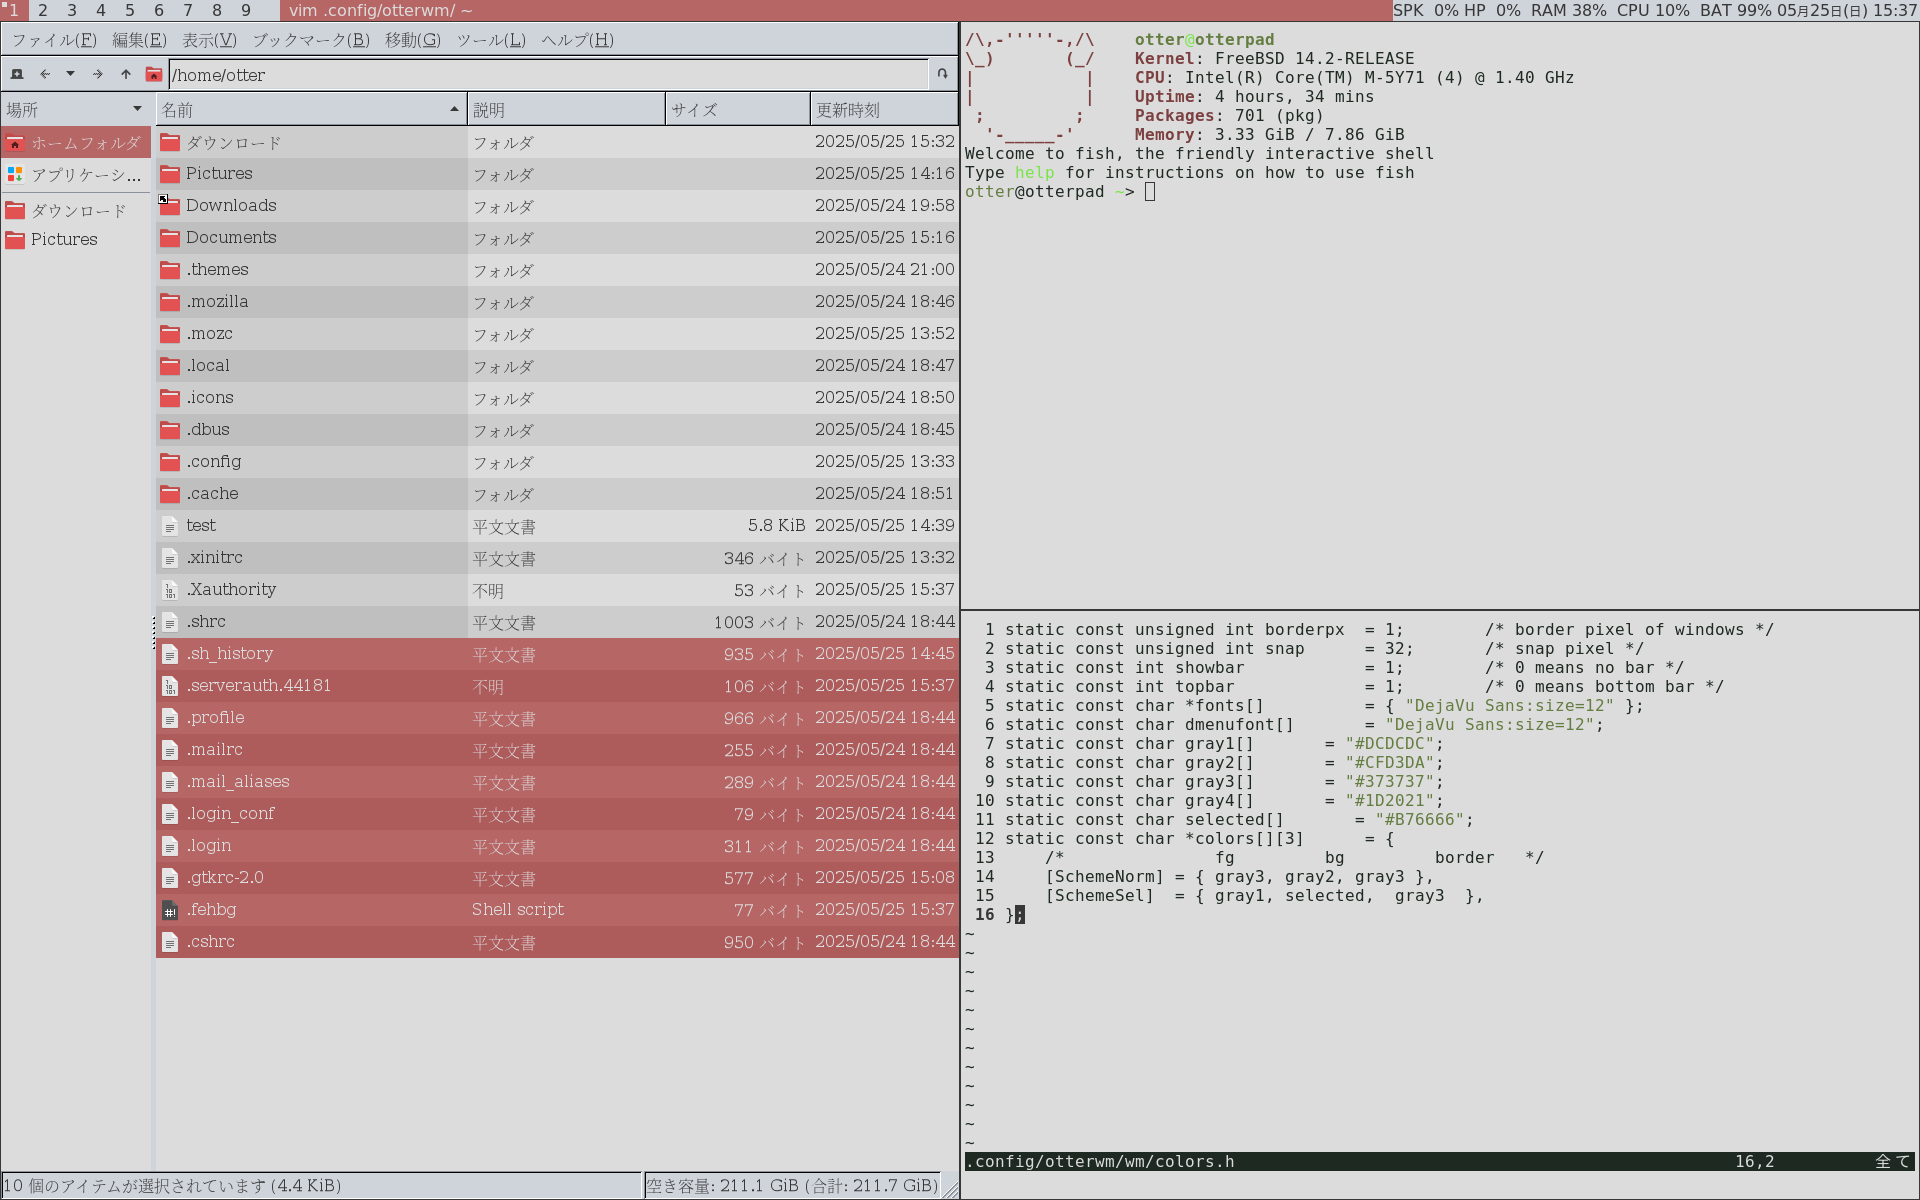 1 2 3 4 5 6 7 8 9 vim .config/otterwm/ ~ SPK 0% HP 0% RAM 38% CPU 10% BAT 99% 05月25日(日) 15:37
ファイル(F) 編集(E) 表示(V) ブックマーク(B) 移動(G) ツール(L) ヘルプ(H)
/home/otter
場所
ホームフォルダ
アプリケーシ...
ダウンロード
Pictures
名前 説明 サイズ 更新時刻
ダウンロード フォルダ 2025/05/25 15:32
Pictures フォルダ 2025/05/25 14:16
Downloads フォルダ 2025/05/24 19:58
Documents フォルダ 2025/05/25 15:16
.themes フォルダ 2025/05/24 21:00
.mozilla フォルダ 2025/05/24 18:46
.mozc フォルダ 2025/05/25 13:52
.local フォルダ 2025/05/24 18:47
.icons フォルダ 2025/05/24 18:50
.dbus フォルダ 2025/05/24 18:45
.config フォルダ 2025/05/25 13:33
.cache フォルダ 2025/05/24 18:51
test 平文文書 5.8 KiB 2025/05/25 14:39
.xinitrc 平文文書 346 バイト 2025/05/25 13:32
.Xauthority 不明 53 バイト 2025/05/25 15:37
.shrc 平文文書 1003 バイト 2025/05/24 18:44
.sh_history 平文文書 935 バイト 2025/05/25 14:45
.serverauth.44181 不明 106 バイト 2025/05/25 15:37
.profile 平文文書 966 バイト 2025/05/24 18:44
.mailrc 平文文書 255 バイト 2025/05/24 18:44
.mail_aliases 平文文書 289 バイト 2025/05/24 18:44
.login_conf 平文文書 79 バイト 2025/05/24 18:44
.login 平文文書 311 バイト 2025/05/24 18:44
.gtkrc-2.0 平文文書 577 バイト 2025/05/25 15:08
.fehbg Shell script 77 バイト 2025/05/25 15:37
.cshrc 平文文書 950 バイト 2025/05/24 18:44
10 個のアイテムが選択されています (4.4 KiB) 空き容量: 211.1 GiB (合計: 211.7 GiB)
/\,-'''''-,/\ otter@otterpad
\_)       (_/ Kernel: FreeBSD 14.2-RELEASE
|           | CPU: Intel(R) Core(TM) M-5Y71 (4) @ 1.40 GHz
|           | Uptime: 4 hours, 34 mins
 ;         ; Packages: 701 (pkg)
  '-_____-' Memory: 3.33 GiB / 7.86 GiB
Welcome to fish, the friendly interactive shell
Type help for instructions on how to use fish
otter@otterpad ~>
1 static const unsigned int borderpx  = 1;        /* border pixel of windows */
2 static const unsigned int snap      = 32;       /* snap pixel */
3 static const int showbar            = 1;        /* 0 means no bar */
4 static const int topbar             = 1;        /* 0 means bottom bar */
5 static const char *fonts[]          = { "DejaVu Sans:size=12" };
6 static const char dmenufont[]       = "DejaVu Sans:size=12";
7 static const char gray1[]       = "#DCDCDC";
8 static const char gray2[]       = "#CFD3DA";
9 static const char gray3[]       = "#373737";
10 static const char gray4[]       = "#1D2021";
11 static const char selected[]       = "#B76666";
12 static const char *colors[][3]      = {
13     /*               fg         bg         border   */
14     [SchemeNorm] = { gray3, gray2, gray3 },
15     [SchemeSel]  = { gray1, selected,  gray3  },
16 };
~
~
~
~
~
~
~
~
~
~
~
~
.config/otterwm/wm/colors.h 16,2 全て